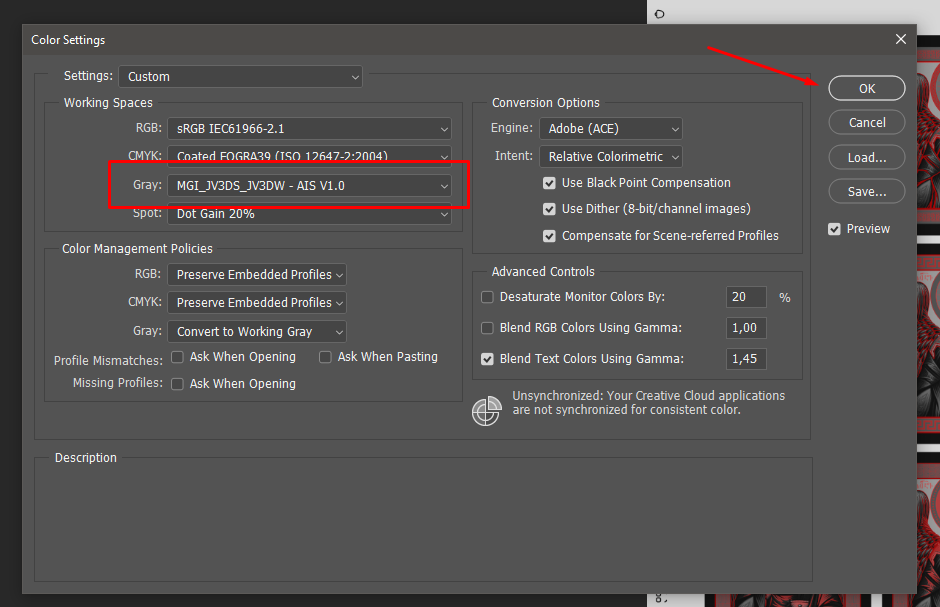 Color Settings
Settings: Custom
Working Spaces
RGB: sRGB IEC61966-2.1
CMYK: Coated FOGRA39 (ISO 12647-2:2004)
Gray: MGI_JV3DS_JV3DW - AIS V1.0
Spot: Dot Gain 20%
Color Management Policies
RGB: Preserve Embedded Profiles
CMYK: Preserve Embedded Profiles
Gray: Convert to Working Gray
Profile Mismatches: Ask When Opening Ask When Pasting
Missing Profiles: Ask When Opening
Conversion Options
Engine: Adobe (ACE)
Intent: Relative Colorimetric
Use Black Point Compensation
Use Dither (8-bit/channel images)
Compensate for Scene-referred Profiles
Advanced Controls
Desaturate Monitor Colors By: 20 %
Blend RGB Colors Using Gamma: 1,00
Blend Text Colors Using Gamma: 1,45
Unsynchronized: Your Creative Cloud applications
are not synchronized for consistent color.
OK
Cancel
Load...
Save...
Preview
Description